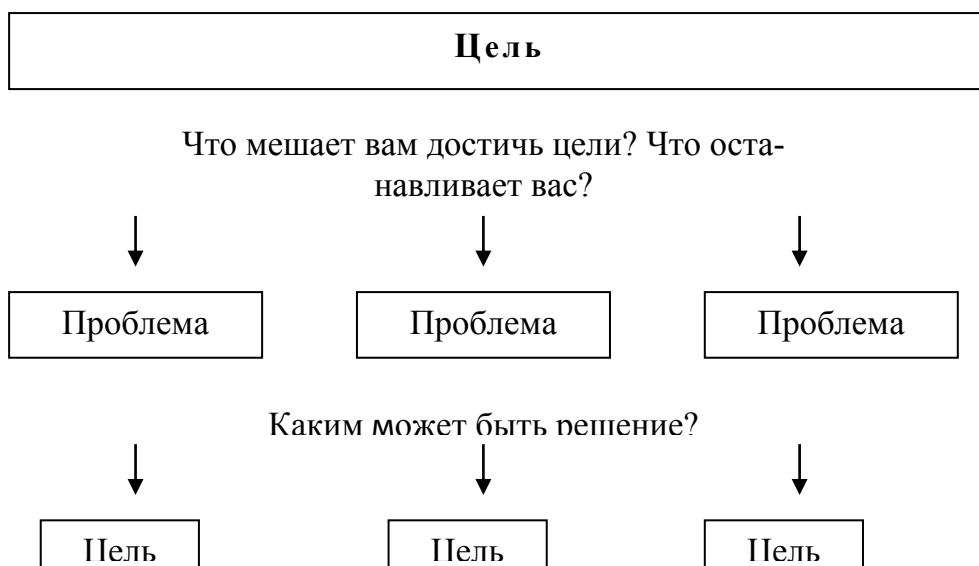 Цель
Что мешает вам достичь цели? Что оста-
навливает вас?
Проблема Проблема Проблема
Каким может быть решение?
Цель Цель Цель